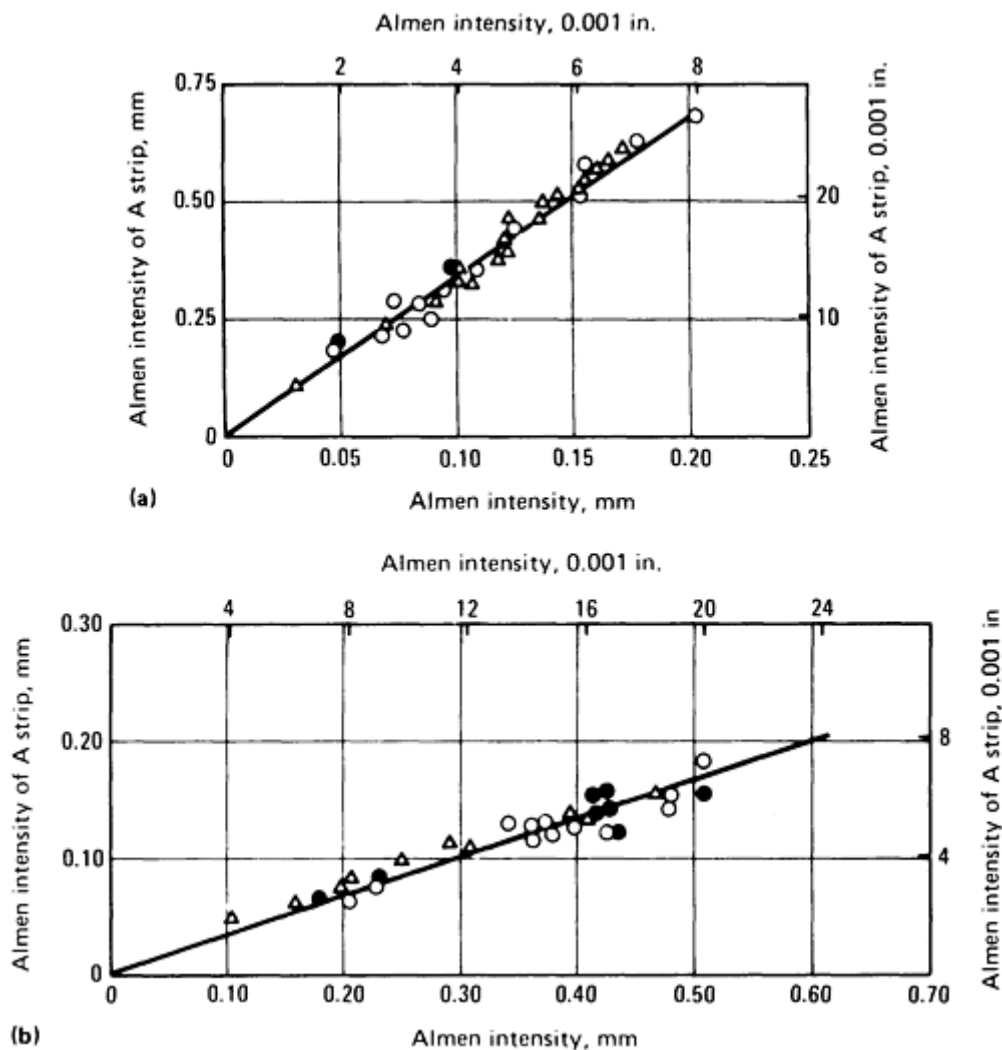 Almen intensity, 0.001 in.
2 4 6 8
0.75
0.50
0.25
0
Almen intensity of A strip, mm
20
10
Almen intensity of A strip, 0.001 in.
0 0.05 0.10 0.15 0.20 0.25
(a)
Almen intensity, mm
Almen intensity, 0.001 in.
4 8 12 16 20 24
0.30
0.20
0.10
0
Almen intensity of A strip, mm
8
4
Almen intensity of A strip, 0.001 in
0 0.10 0.20 0.30 0.40 0.50 0.60 0.70
(b)
Almen intensity, mm